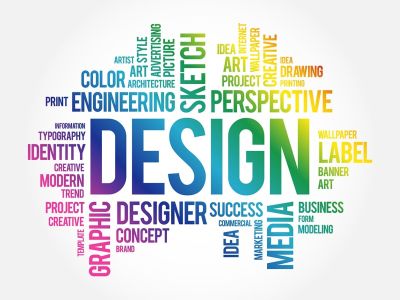 ARTIST
STYLE
ART
ADVERTISING
PICTURE
SKETCH
IDEA
ART
INTERNET
WALLPAPER
CREATIVE
IDEA
DRAWING
PRINTING
COLOR
ARCHITECTURE
PROJECT
PRINT
ENGINEERING
PERSPECTIVE
INFORMATION
TYPOGRAPHY
IDENTITY
CREATIVE
MODERN
TREND
PROJECT
CREATIVE
DESIGN
WALLPAPER
LABEL
BANNER
ART
TEMPLATE
GRAPHIC
DESIGNER
CONCEPT
BRAND
SUCCESS
COMMERCIAL
IDEA
MARKETING
MEDIA
BUSINESS
FORM
MODELING